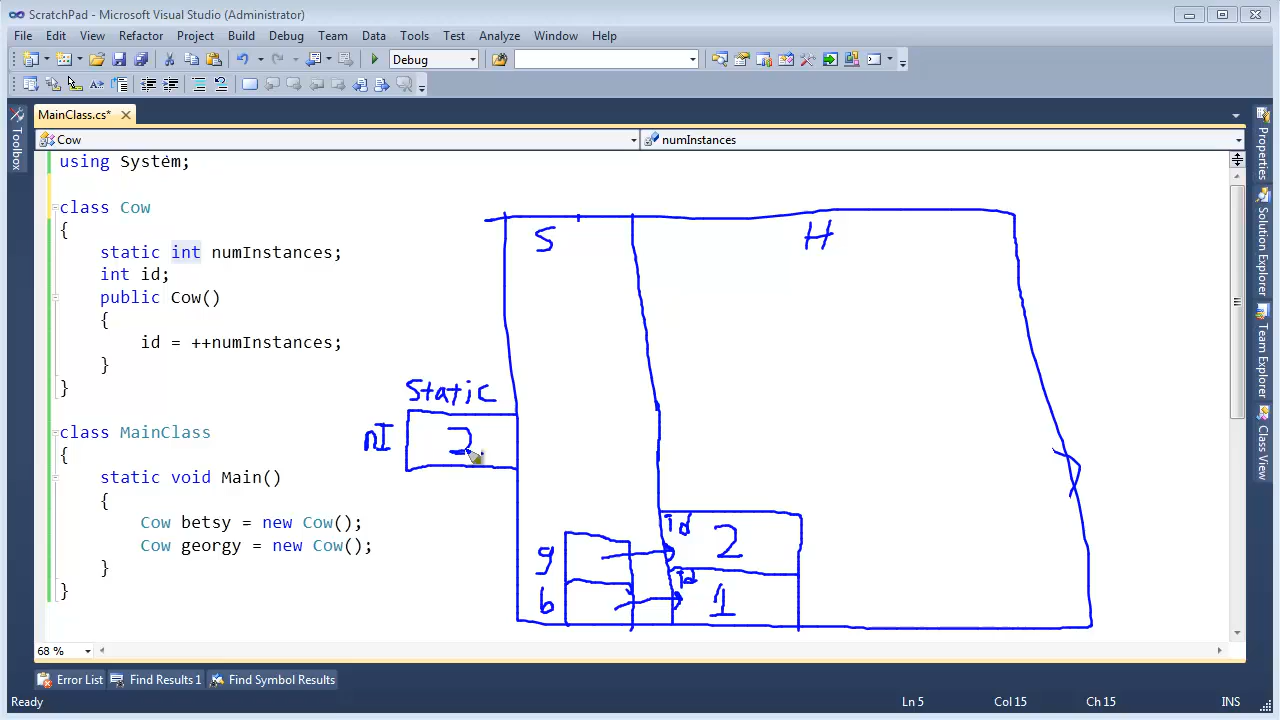 ScratchPad - Microsoft Visual Studio (Administrator)
File Edit View Refactor Project Build Debug Team Data Tools Test Analyze Window Help
Debug
MainClass.cs*
Cow numInstances
using System;
class Cow
{
static int numInstances;
int id;
public Cow()
{
id = ++numInstances;
}
}
class MainClass
{
static void Main()
{
Cow betsy = new Cow();
Cow georgy = new Cow();
}
}
S H
Static
nI 2
g id 2
b id 1
Toolbox
Properties
Solution Explorer
Team Explorer
Class View
68 %
Error List Find Results 1 Find Symbol Results
Ready Ln 5 Col 15 Ch 15 INS